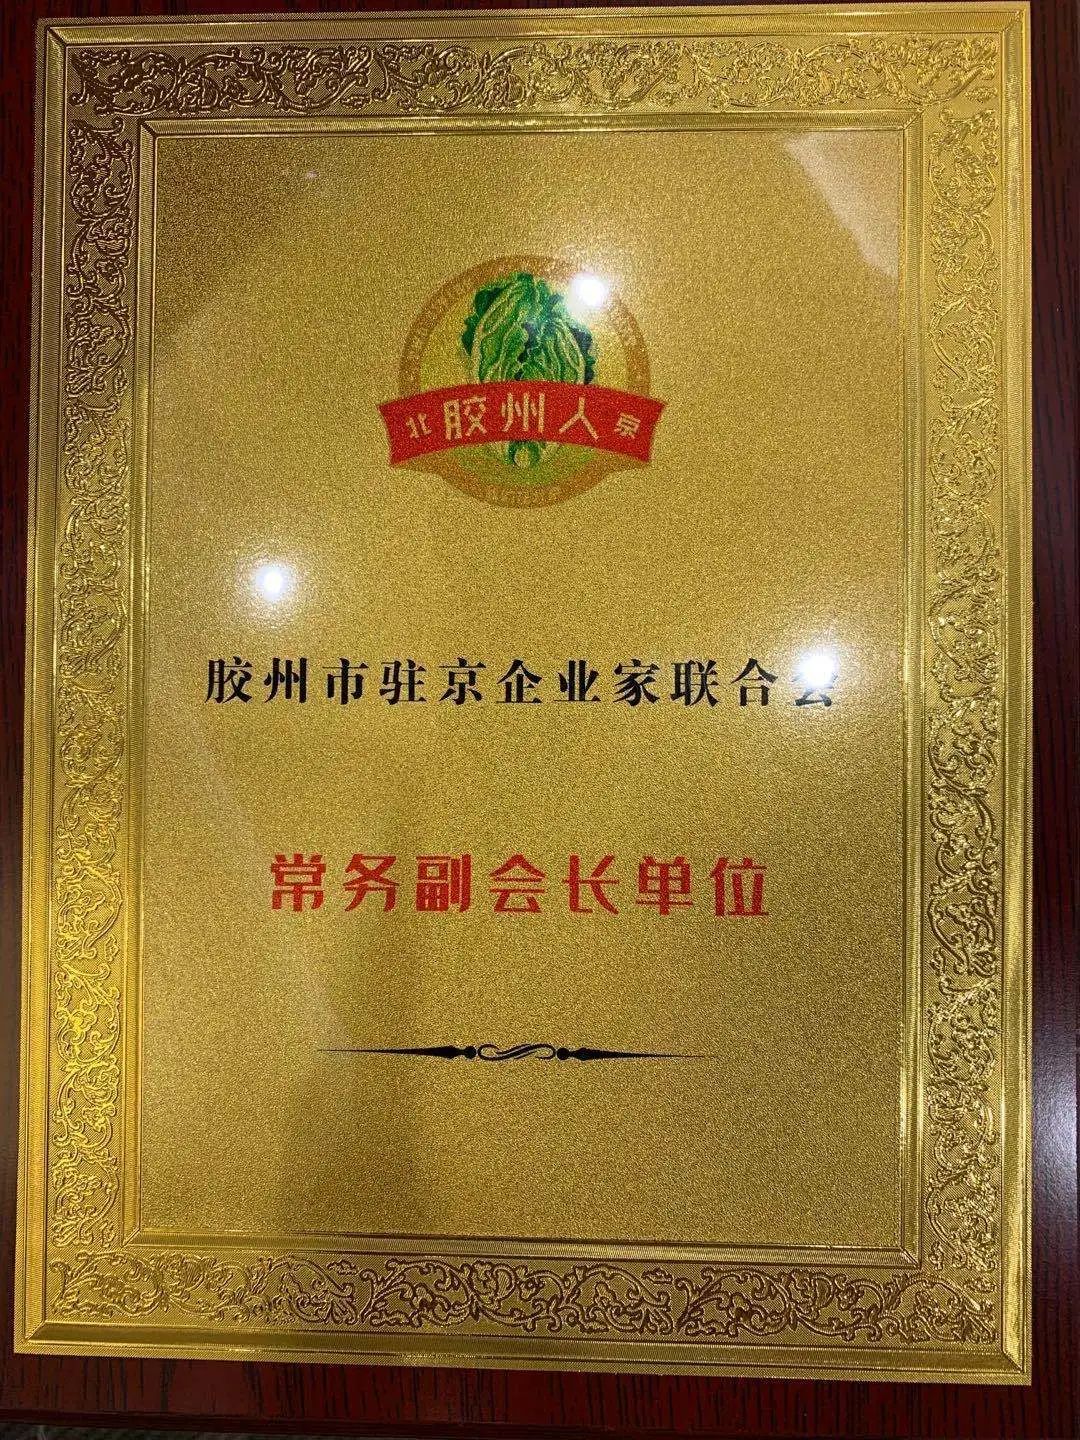 北 胶州人 京
胶州市驻京企业家联合会
常务副会长单位